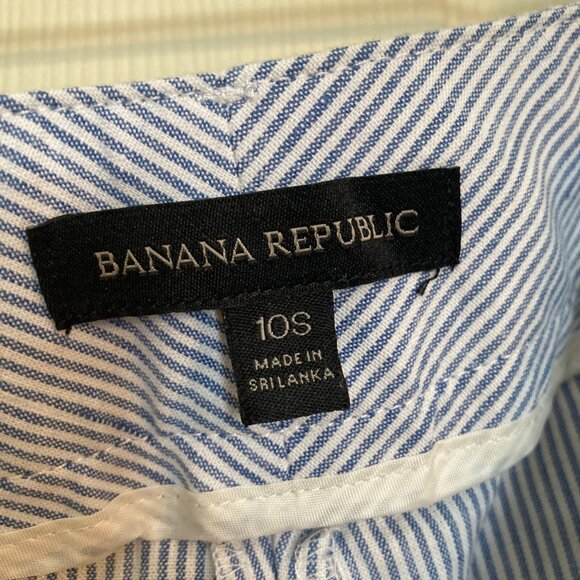 BANANA REPUBLIC
10S
MADE IN
SRI LANKA